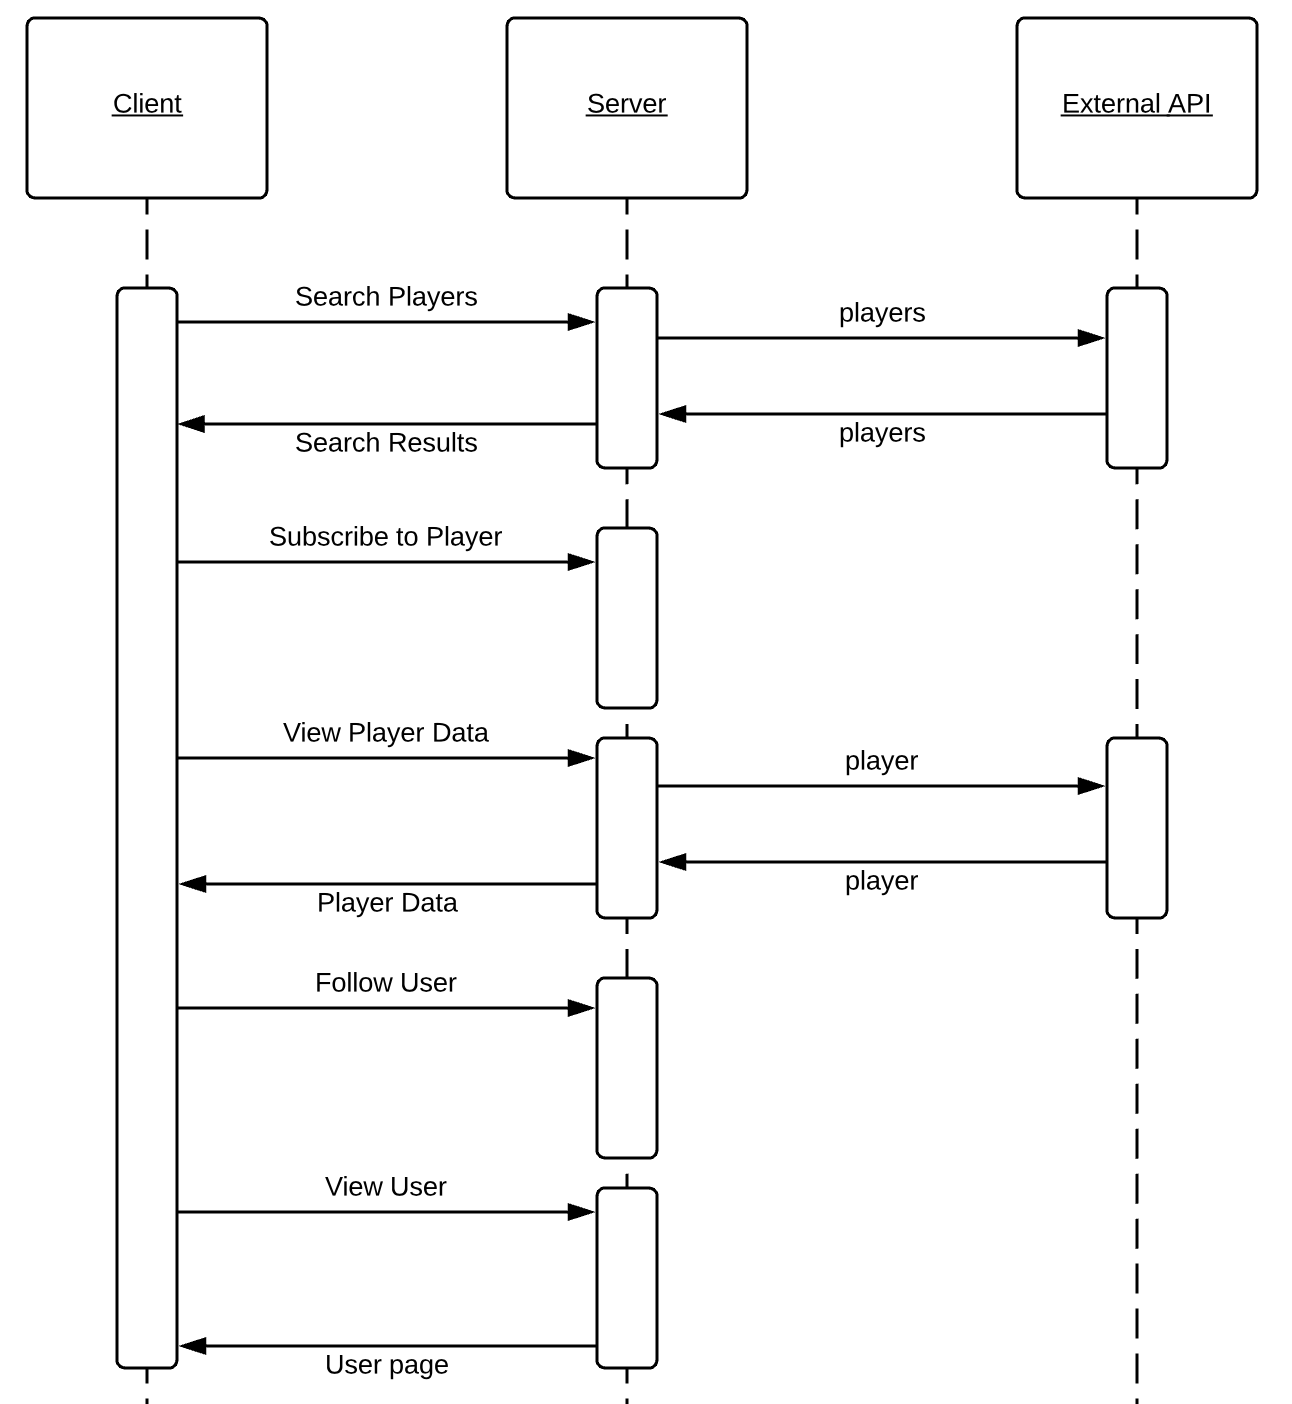 Client
Server
External API
Search Players
players
players
Search Results
Subscribe to Player
View Player Data
player
player
Player Data
Follow User
View User
User page